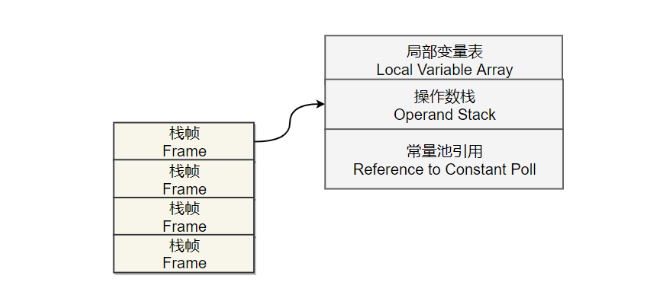 局部变量表
Local Variable Array
操作数栈
Operand Stack
常量池引用
Reference to Constant Poll
栈帧
Frame
栈帧
Frame
栈帧
Frame
栈帧
Frame